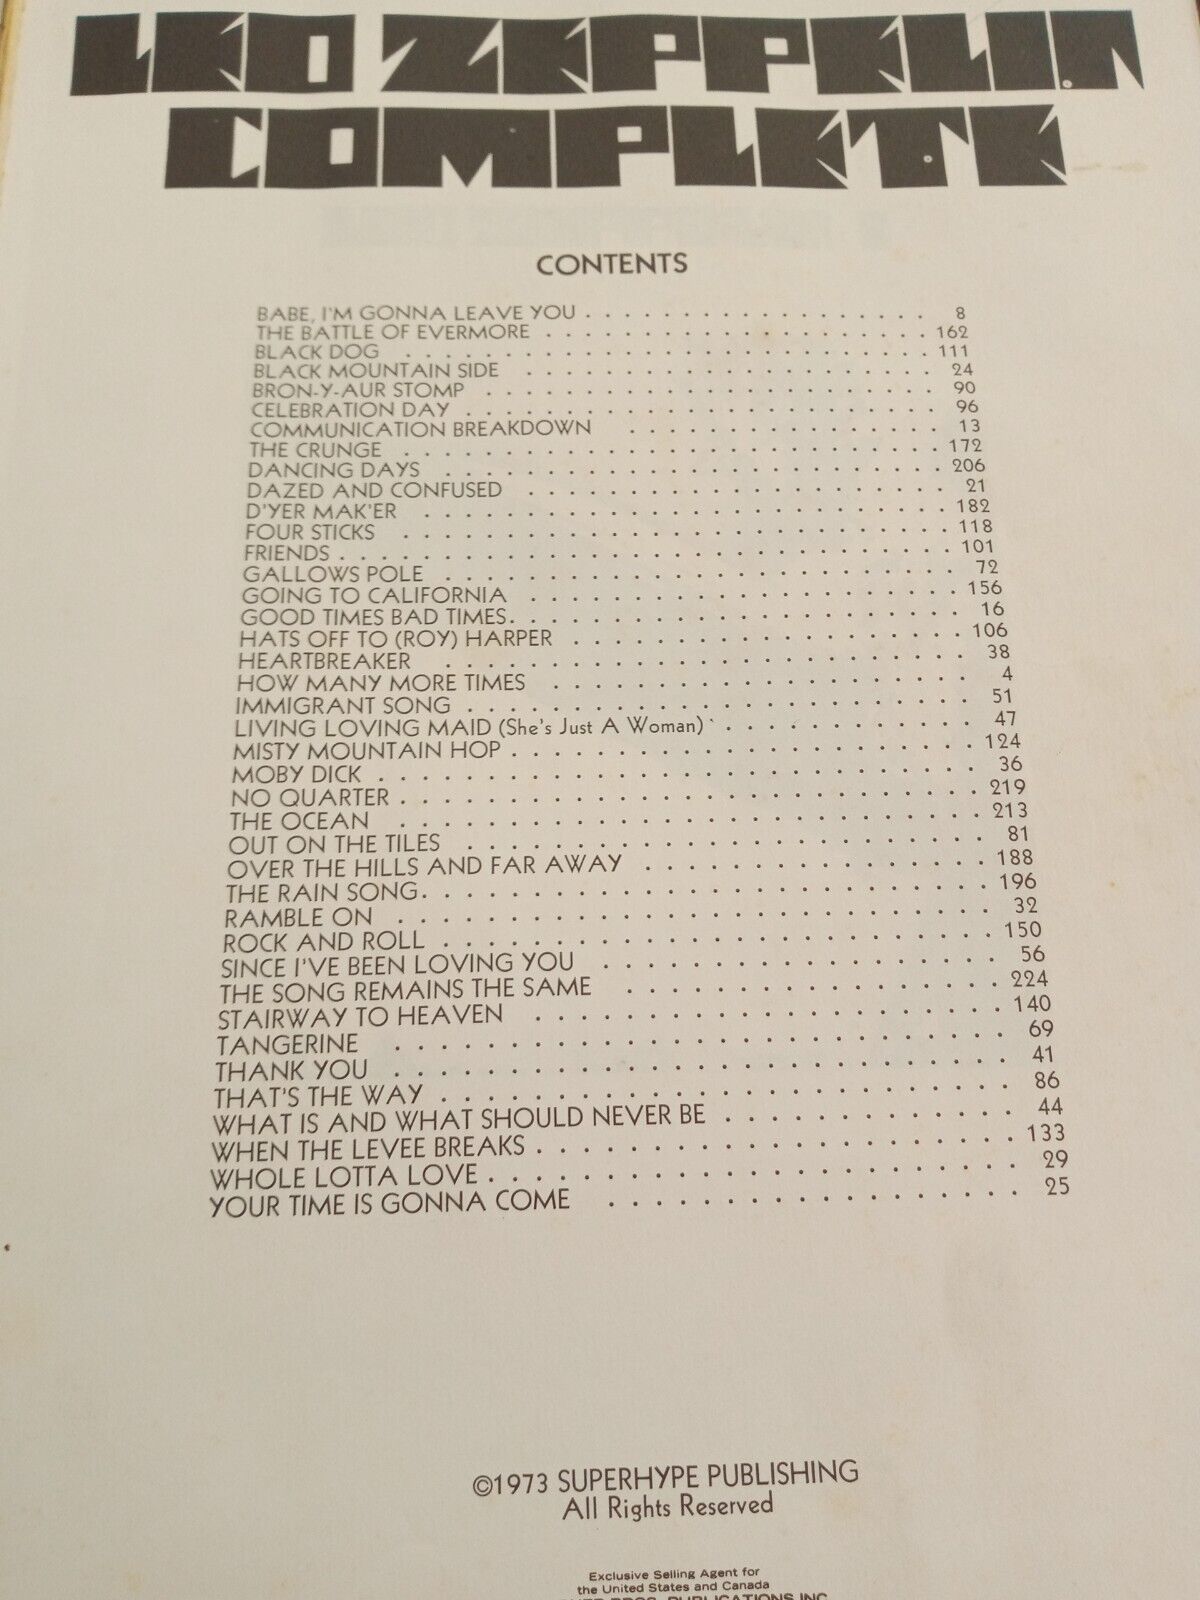 LED ZEPPELIN
COMPLETE
CONTENTS
BABE, I'M GONNA LEAVE YOU . . . . . . . . . . . . . . . . . 8
THE BATTLE OF EVERMORE . . . . . . . . . . . . . . . . . . . 162
BLACK DOG . . . . . . . . . . . . . . . . . . . . . . . . . 111
BLACK MOUNTAIN SIDE . . . . . . . . . . . . . . . . . . . . 24
BRON-Y-AUR STOMP . . . . . . . . . . . . . . . . . . . . . . 90
CELEBRATION DAY . . . . . . . . . . . . . . . . . . . . . . . 96
COMMUNICATION BREAKDOWN . . . . . . . . . . . . . . . 13
THE CRUNGE . . . . . . . . . . . . . . . . . . . . . . . . . . 172
DANCING DAYS . . . . . . . . . . . . . . . . . . . . . . . . 206
DAZED AND CONFUSED . . . . . . . . . . . . . . . . . . . . 21
D'YER MAK'ER . . . . . . . . . . . . . . . . . . . . . . . . . 182
FOUR STICKS . . . . . . . . . . . . . . . . . . . . . . . . . . 118
FRIENDS . . . . . . . . . . . . . . . . . . . . . . . . . . . . . 101
GALLOWS POLE . . . . . . . . . . . . . . . . . . . . . . . . 72
GOING TO CALIFORNIA . . . . . . . . . . . . . . . . . . . . 156
GOOD TIMES BAD TIMES. . . . . . . . . . . . . . . . . . . . . 16
HATS OFF TO (ROY) HARPER . . . . . . . . . . . . . . . . . . 106
HEARTBREAKER . . . . . . . . . . . . . . . . . . . . . . . . 38
HOW MANY MORE TIMES . . . . . . . . . . . . . . . . . . . 4
IMMIGRANT SONG . . . . . . . . . . . . . . . . . . . . . . . 51
LIVING LOVING MAID (She's Just A Woman) . . . . . . . . . . . 47
MISTY MOUNTAIN HOP . . . . . . . . . . . . . . . . . . . . . 124
MOBY DICK . . . . . . . . . . . . . . . . . . . . . . . . . . . 36
NO QUARTER . . . . . . . . . . . . . . . . . . . . . . . . . . 219
THE OCEAN . . . . . . . . . . . . . . . . . . . . . . . . . . . 213
OUT ON THE TILES . . . . . . . . . . . . . . . . . . . . . . 81
OVER THE HILLS AND FAR AWAY . . . . . . . . . . . . . . . 188
THE RAIN SONG. . . . . . . . . . . . . . . . . . . . . . . . . 196
RAMBLE ON . . . . . . . . . . . . . . . . . . . . . . . . . . 32
ROCK AND ROLL . . . . . . . . . . . . . . . . . . . . . . . . 150
SINCE I'VE BEEN LOVING YOU . . . . . . . . . . . . . . . . . 56
THE SONG REMAINS THE SAME . . . . . . . . . . . . . . . . 224
STAIRWAY TO HEAVEN . . . . . . . . . . . . . . . . . . . . . 140
TANGERINE . . . . . . . . . . . . . . . . . . . . . . . . . . 69
THANK YOU . . . . . . . . . . . . . . . . . . . . . . . . . . 41
THAT'S THE WAY . . . . . . . . . . . . . . . . . . . . . . . . 86
WHAT IS AND WHAT SHOULD NEVER BE . . . . . . . . . . . . 44
WHEN THE LEVEE BREAKS . . . . . . . . . . . . . . . . . . . . 133
WHOLE LOTTA LOVE . . . . . . . . . . . . . . . . . . . . . . 29
YOUR TIME IS GONNA COME . . . . . . . . . . . . . . . . . 25
©1973 SUPERHYPE PUBLISHING
All Rights Reserved
Exclusive Selling Agent for
the United States and Canada
BROS. PUBLICATIONS INC